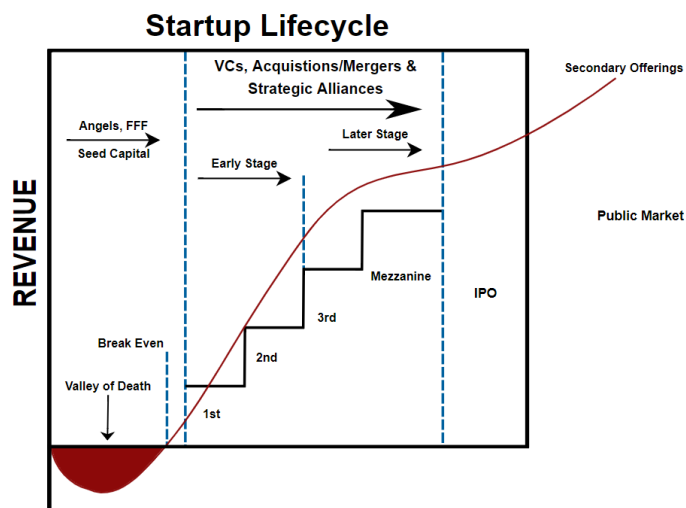 Startup Lifecycle
VCs, Acquistions/Mergers &
Strategic Alliances
Secondary Offerings
Angels, FFF
Seed Capital
Later Stage
Early Stage
REVENUE
Public Market
Mezzanine
IPO
3rd
Break Even
2nd
Valley of Death
1st